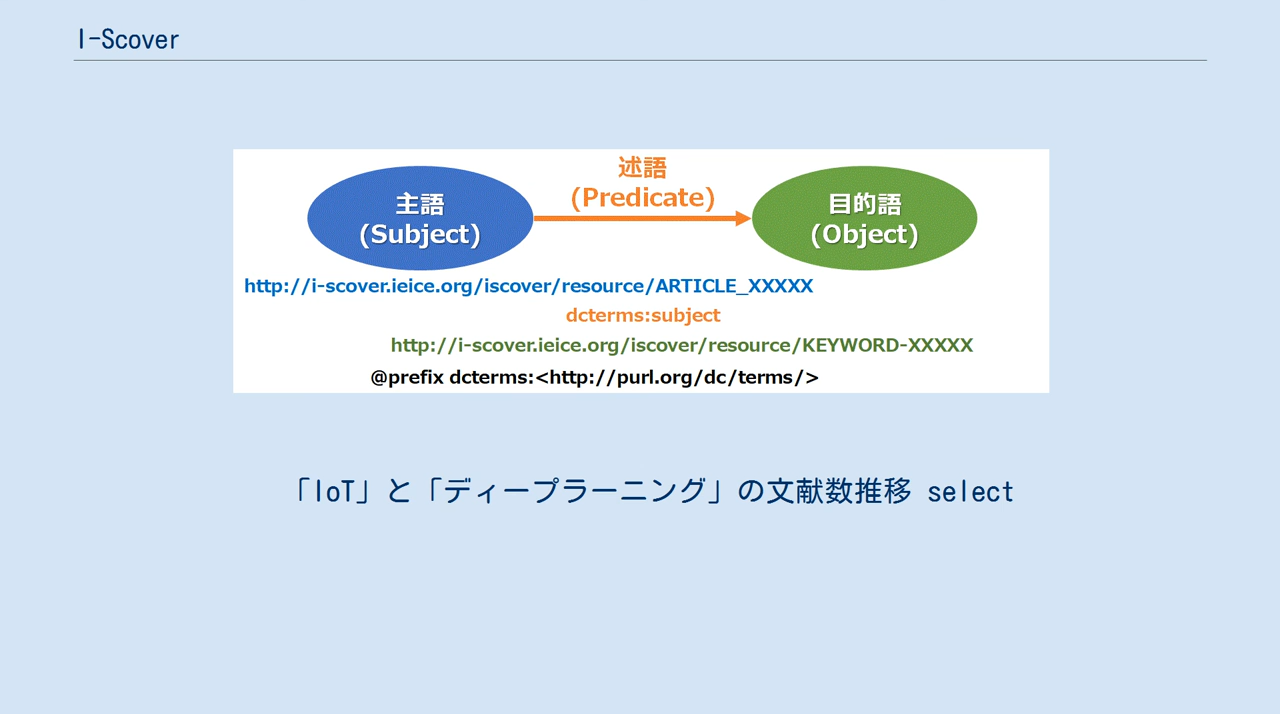 I-Scover
述語
(Predicate)
主語
(Subject)
目的語
(Object)
http://i-scover.ieice.org/iscover/resource/ARTICLE_XXXXX
dcterms:subject
http://i-scover.ieice.org/iscover/resource/KEYWORD-XXXXX
@prefix dcterms:<http://purl.org/dc/terms/>
「IoT」と「ディープラーニング」の文献数推移 select